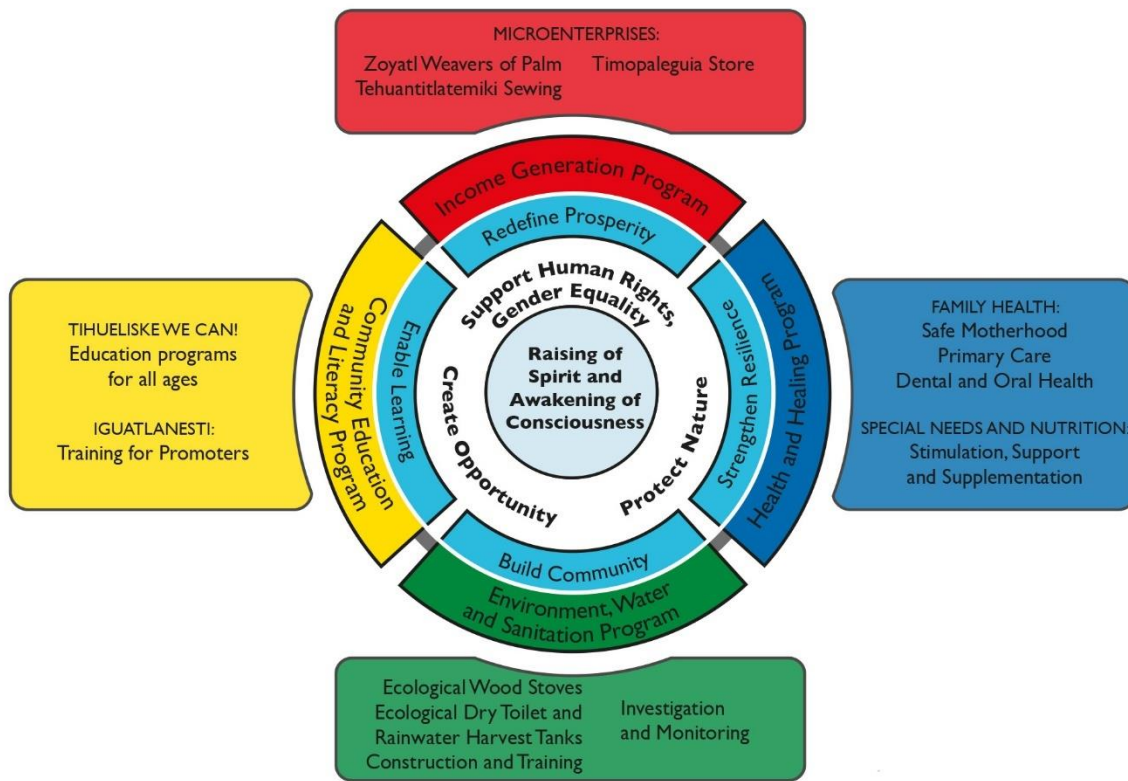 MICROENTERPRISES:
Zoyatl Weavers of Palm
Tehuantitlatemiki Sewing
Timopaleguia Store
Income Generation Program
Redefine Prosperity
Support Human Rights,
Gender Equality
TIHUELISKE WE CAN!
Education programs
for all ages
IGUATLANESTI:
Training for Promoters
Community Education
and Literacy Program
Enable Learning
Create Opportunity
Raising of
Spirit and
Awakening of
Consciousness
Protect Nature
Strengthen Resilience
Health and Healing Program
FAMILY HEALTH:
Safe Motherhood
Primary Care
Dental and Oral Health
SPECIAL NEEDS AND NUTRITION:
Stimulation, Support
and Supplementation
Build Community
Environment, Water
and Sanitation Program
Ecological Wood Stoves
Ecological Dry Toilet and
Rainwater Harvest Tanks
Construction and Training
Investigation
and Monitoring